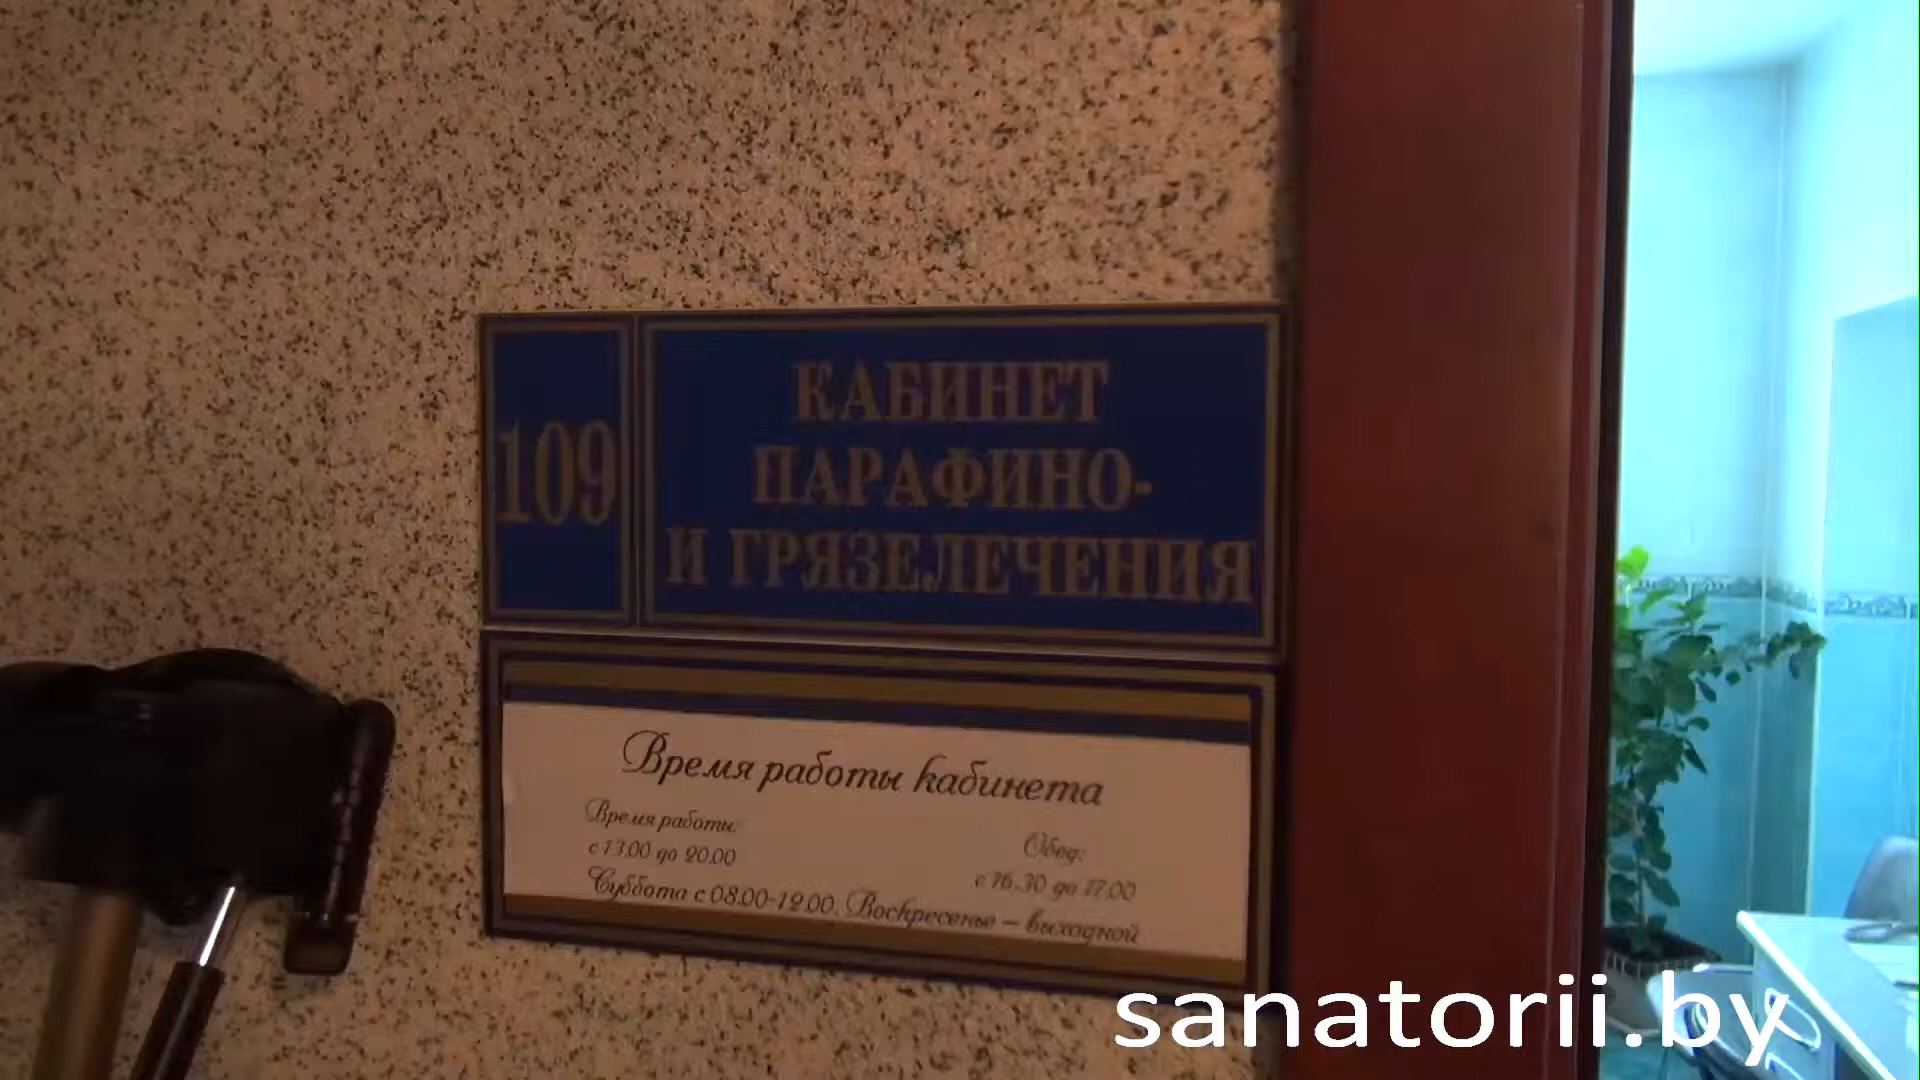 109
КАБИНЕТ
ПАРАФИНО-
И ГРЯЗЕЛЕЧЕНИЯ
Время работы кабинета
Время работы:
с 13.00 до 20.00
Обед:
с 16.30 до 17.00
Суббота с 08.00-12.00. Воскресенье – выходной
sanatorii.by